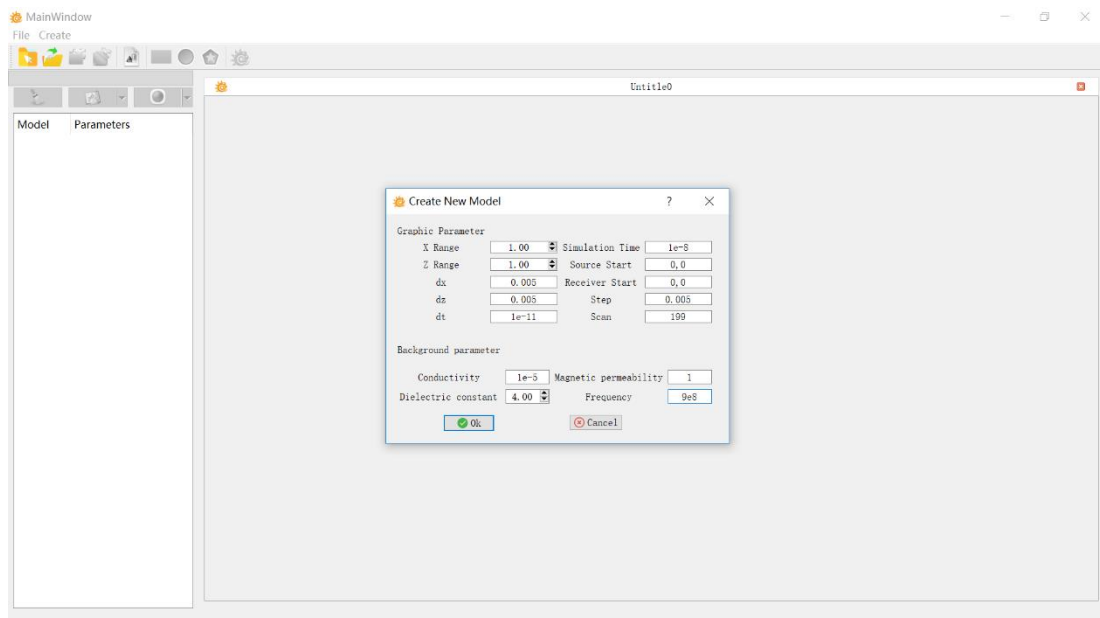 MainWindow
File Create
Untitle0
Model Parameters
Create New Model ?
Graphic Parameter
X Range 1.00 Simulation Time 1e-8
Z Range 1.00 Source Start 0,0
dx 0.005 Receiver Start 0,0
dz 0.005 Step 0.005
dt 1e-11 Scan 199
Background parameter
Conductivity 1e-5 Magnetic permeability 1
Dielectric constant 4.00 Frequency 9e8
Ok Cancel